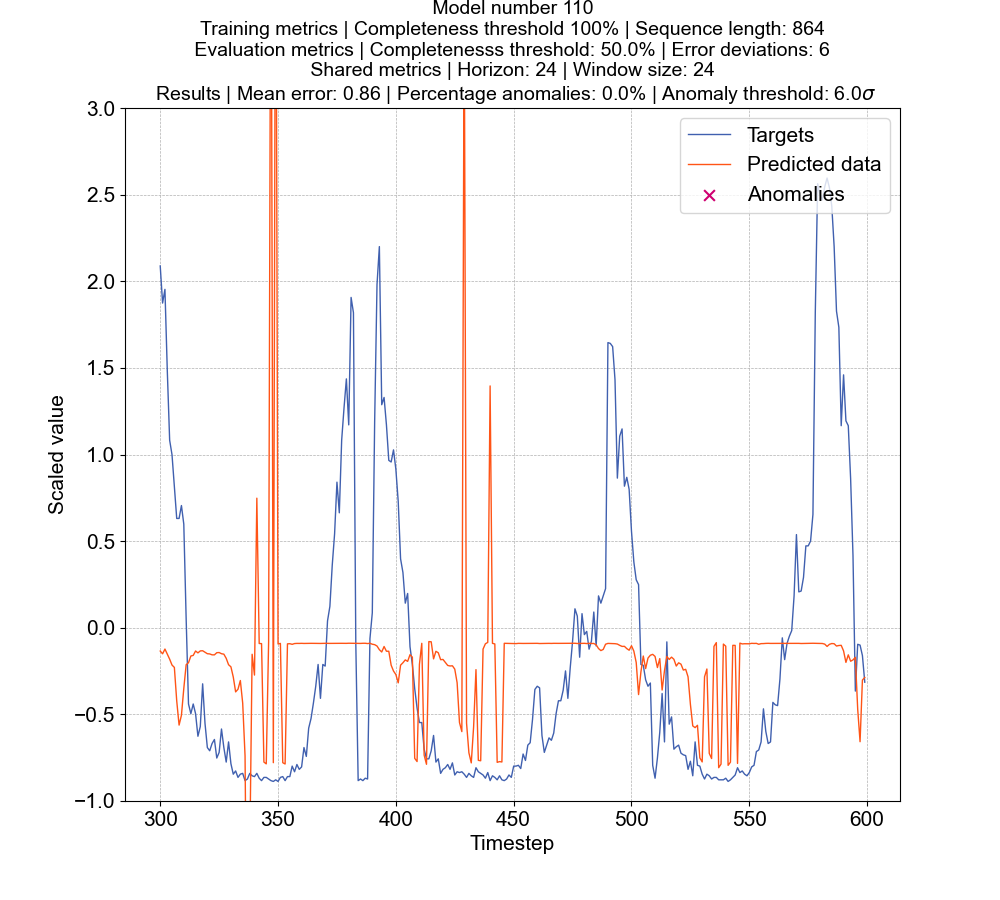 Model number 110
Training metrics | Completeness threshold 100% | Sequence length: 864
Evaluation metrics | Completenesss threshold: 50.0% | Error deviations: 6
Shared metrics | Horizon: 24 | Window size: 24
Results | Mean error: 0.86 | Percentage anomalies: 0.0% | Anomaly threshold: 6.0σ
Targets
Predicted data
Anomalies
3.0
2.5
2.0
1.5
1.0
0.5
0.0
−0.5
−1.0
Scaled value
300 350 400 450 500 550 600
Timestep